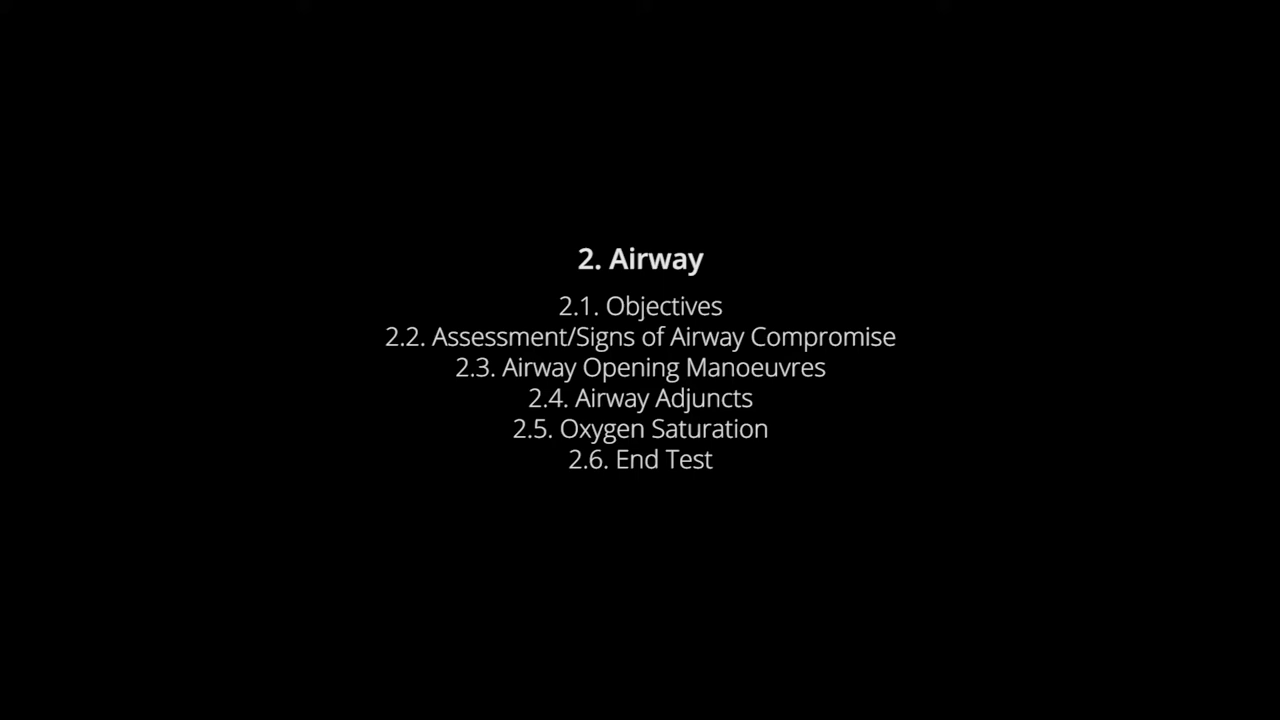 2. Airway
2.1. Objectives
2.2. Assessment/Signs of Airway Compromise
2.3. Airway Opening Manoeuvres
2.4. Airway Adjuncts
2.5. Oxygen Saturation
2.6. End Test